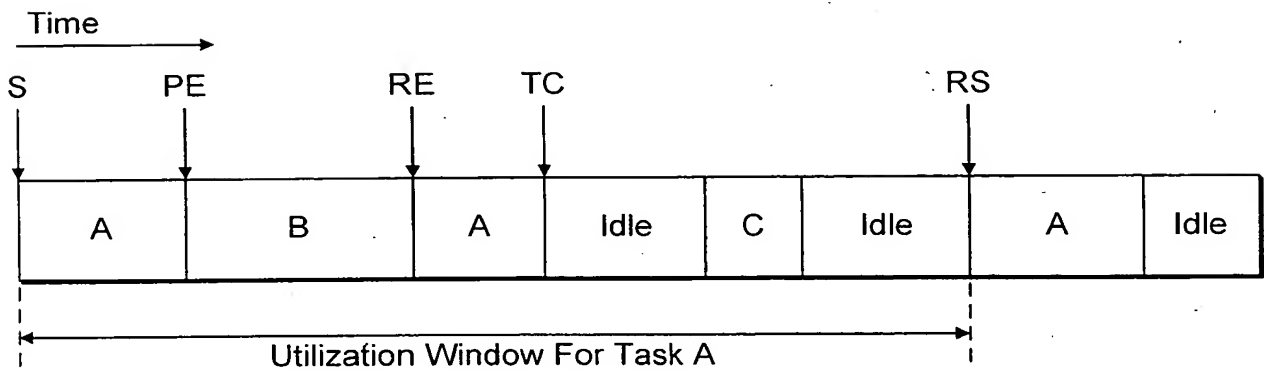 Time
S PE RE TC RS
A B A Idle C Idle A Idle
Utilization Window For Task A